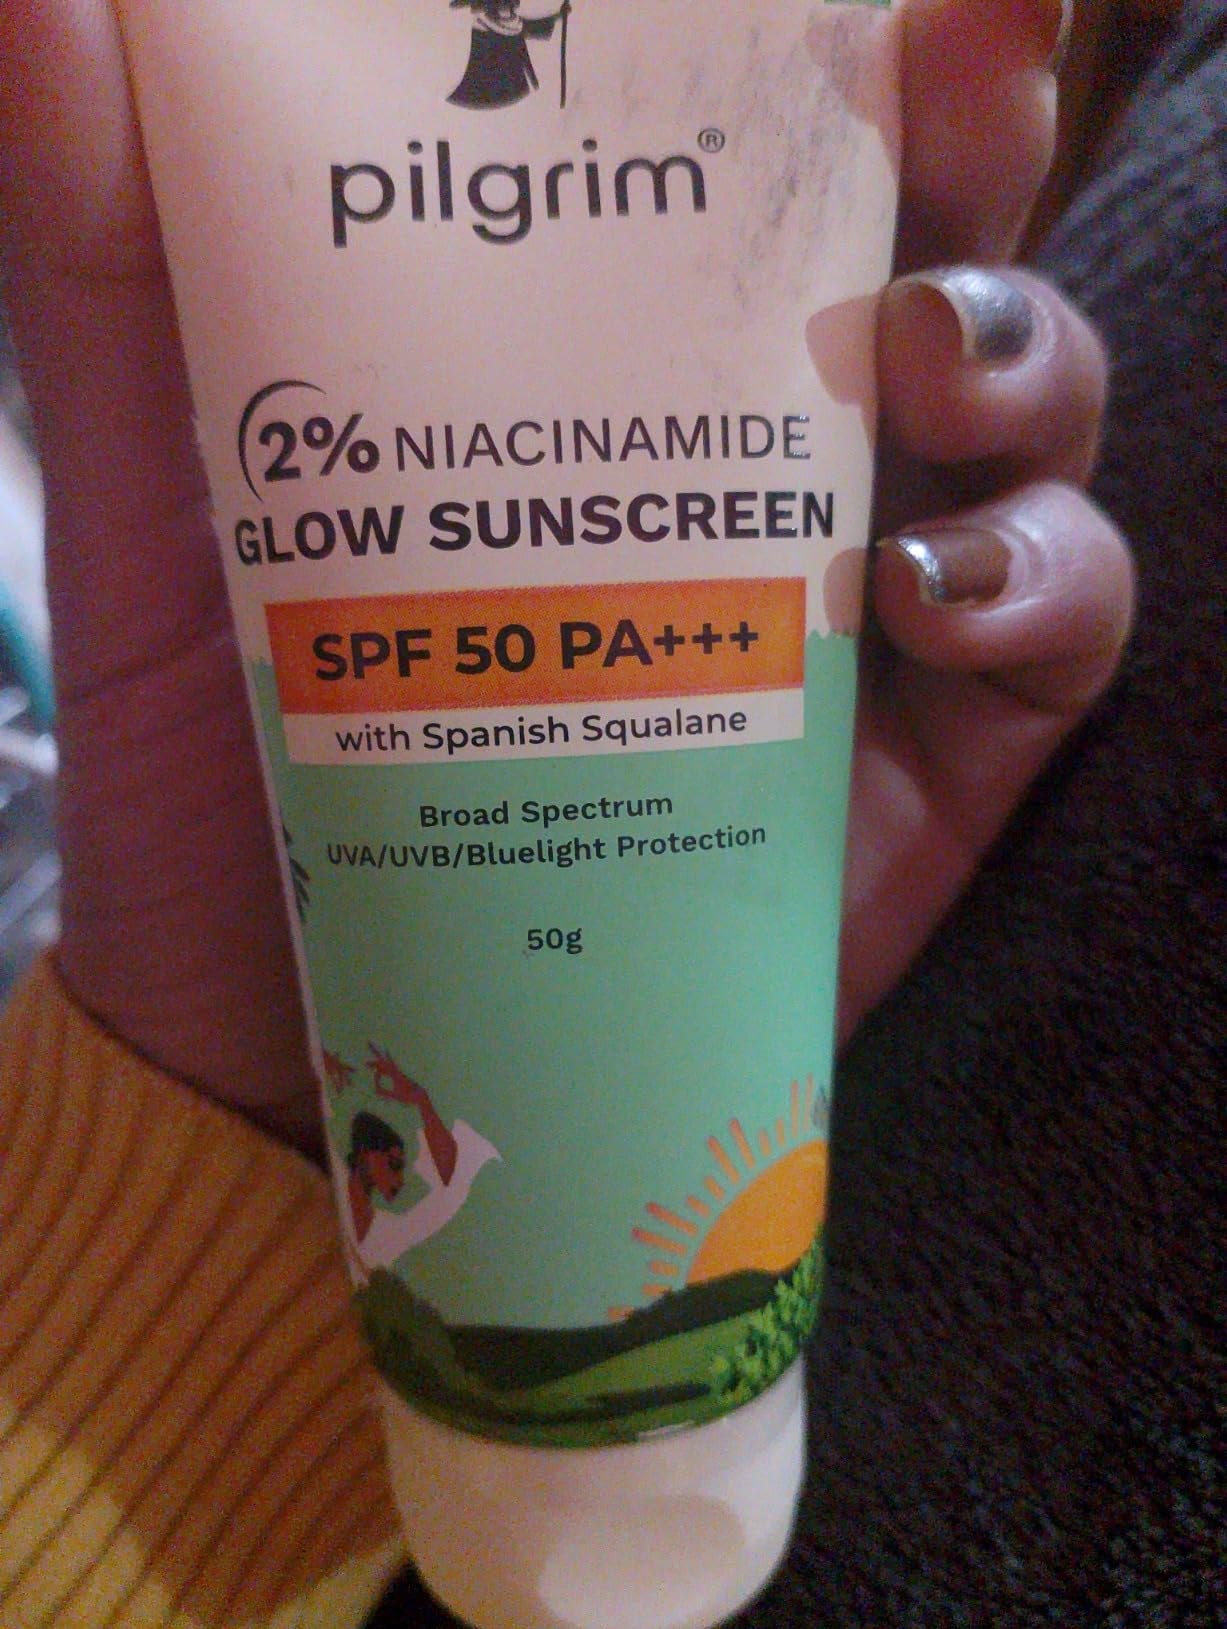 pilgrim®
2% NIACINAMIDE
GLOW SUNSCREEN
SPF 50 PA+++
with Spanish Squalane
Broad Spectrum
UVA/UVB/Bluelight Protection
50g